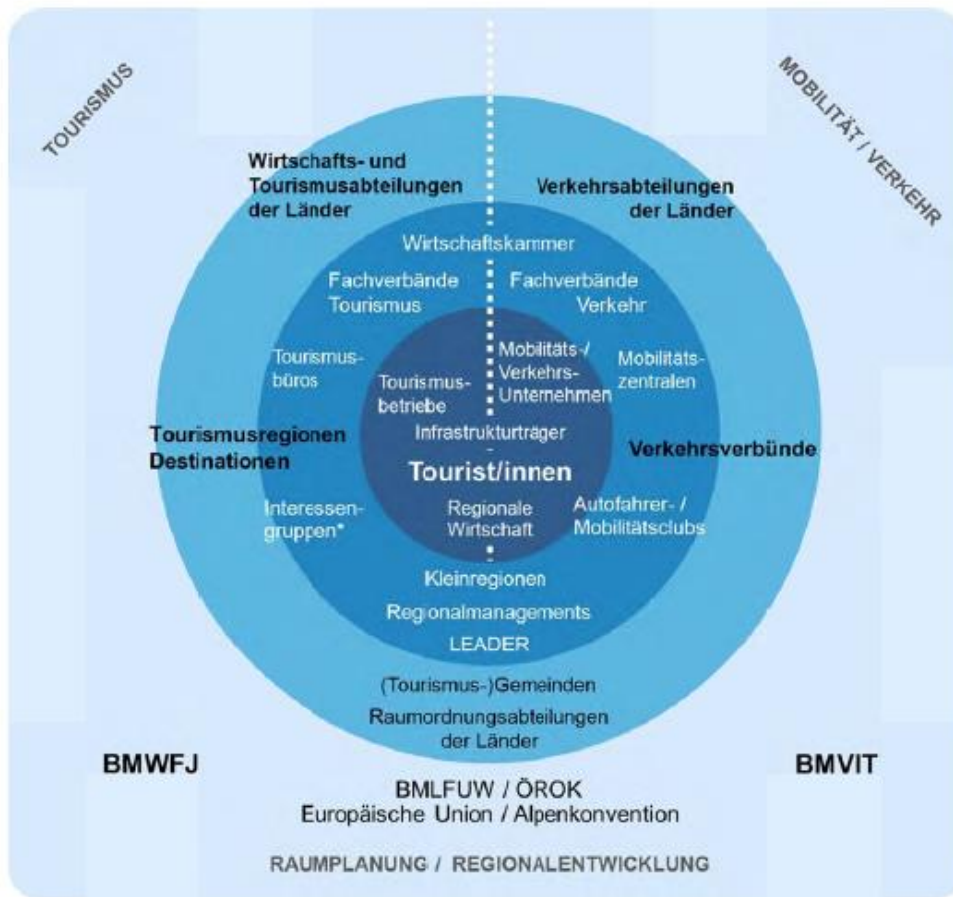 TOURISMUS
MOBILITÄT / VERKEHR
Wirtschafts- und
Tourismusabteilungen
der Länder
Verkehrsabteilungen
der Länder
Wirtschaftskammer
Fachverbände
Tourismus
Fachverbände
Verkehr
Tourismus-
büros
Tourismus-
betriebe
Mobilitäts-/
Verkehrs-
Unternehmen
Mobilitäts-
zentralen
Infrastrukturträger
Tourismusregionen
Destinationen
Verkehrsverbünde
Tourist/innen
Interessen-
gruppen*
Regionale
Wirtschaft
Autofahrer- /
Mobilitätsclubs
Kleinregionen
Regionalmanagements
LEADER
(Tourismus-)Gemeinden
Raumordnungsabteilungen
der Länder
BMWFJ
BMVIT
BMLFUW / ÖROK
Europäische Union / Alpenkonvention
RAUMPLANUNG / REGIONALENTWICKLUNG